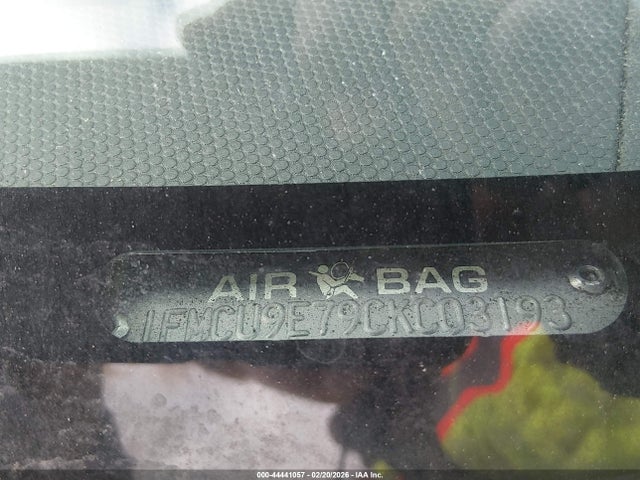 AIR BAG
1FMCU9E79CKC03193
000-44441057 - 02/20/2026 - IAA Inc.